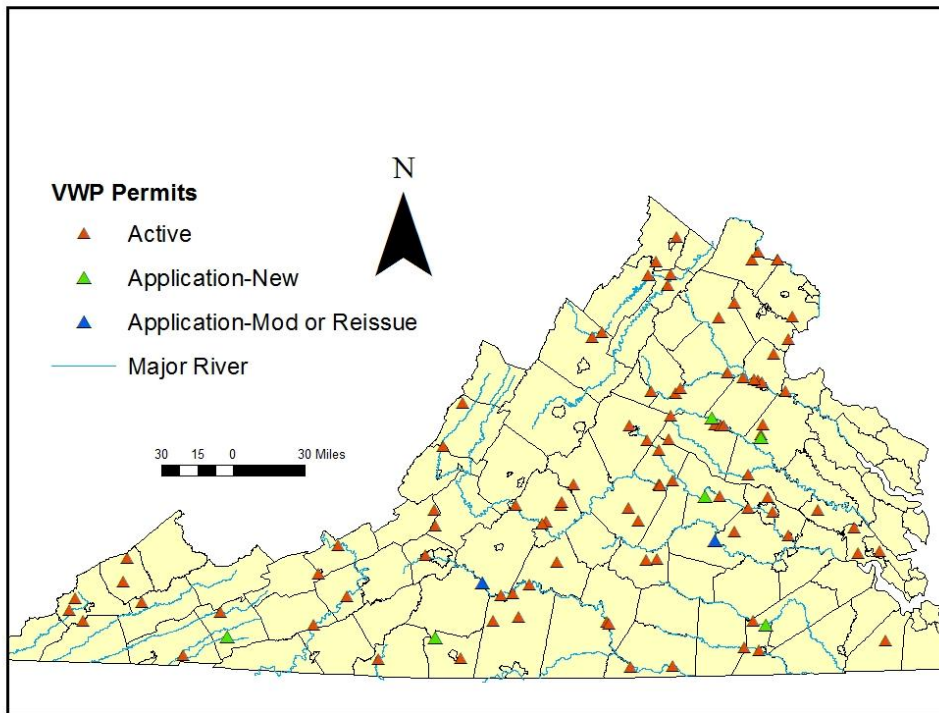 N
VWP Permits
Active
Application-New
Application-Mod or Reissue
Major River
30 15 0 30 Miles